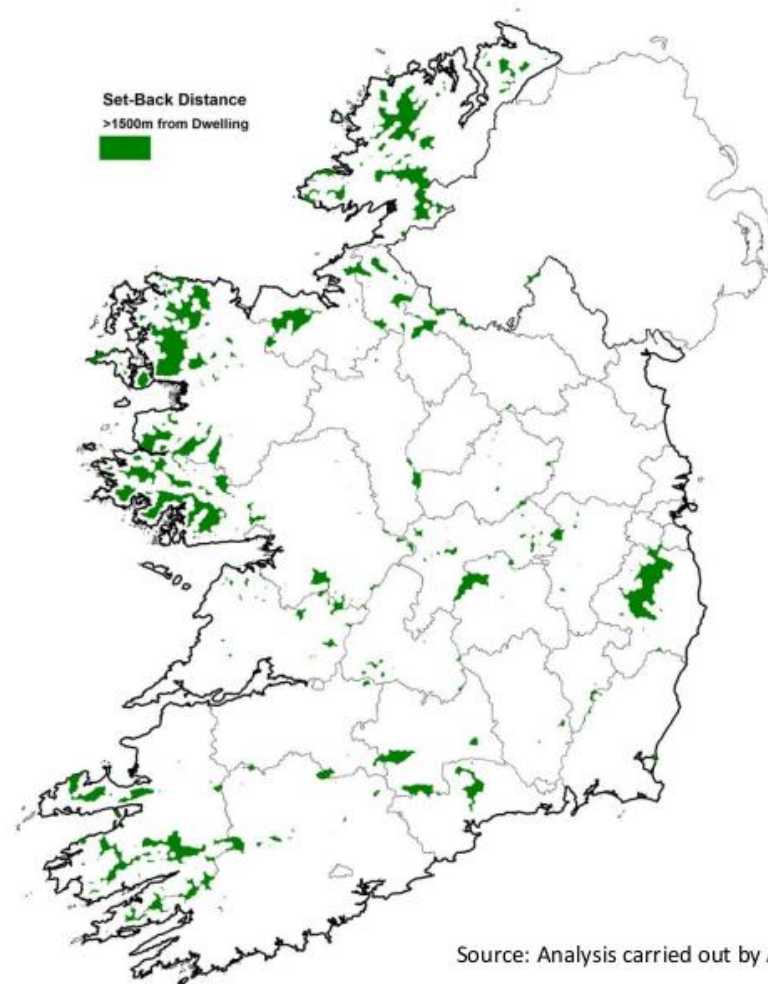 Set-Back Distance
>1500m from Dwelling
Source: Analysis carried out by